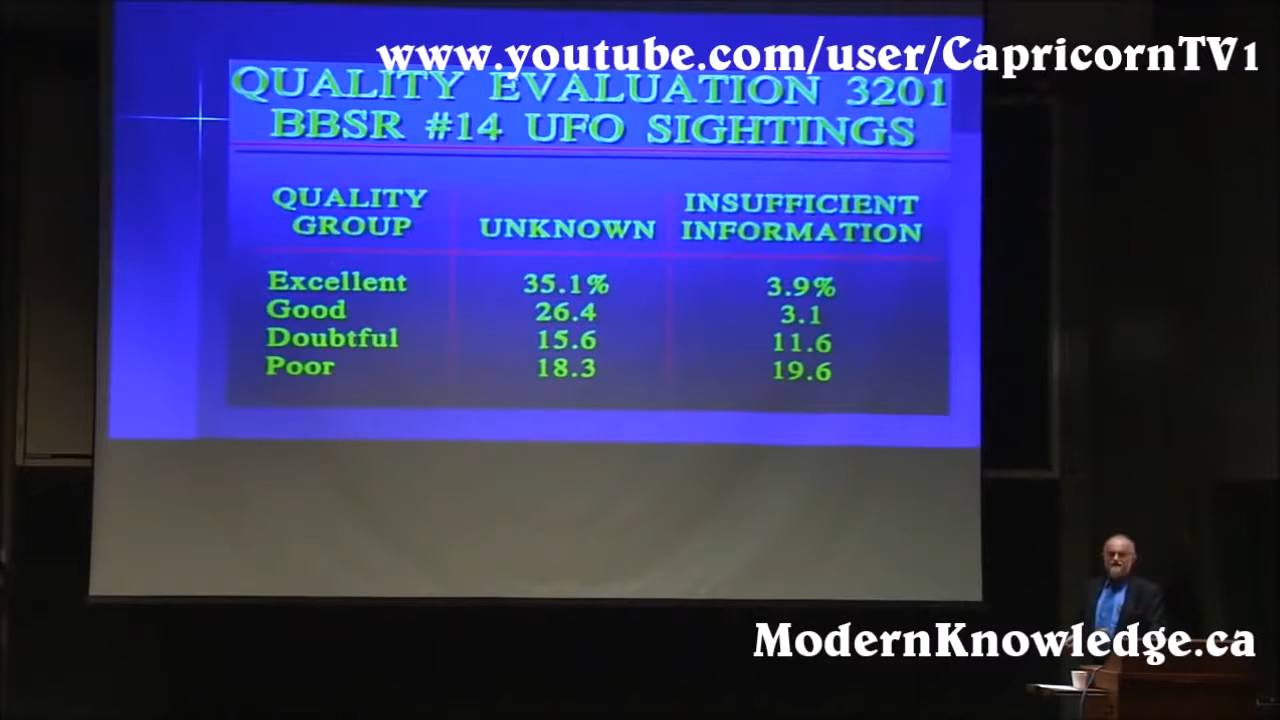 www.youtube.com/user/CapricornTV1
QUALITY EVALUATION 3201
BBSR #14 UFO SIGHTINGS
QUALITY GROUP UNKNOWN INSUFFICIENT INFORMATION
Excellent 35.1% 3.9%
Good 26.4 3.1
Doubtful 15.6 11.6
Poor 18.3 19.6
ModernKnowledge.ca